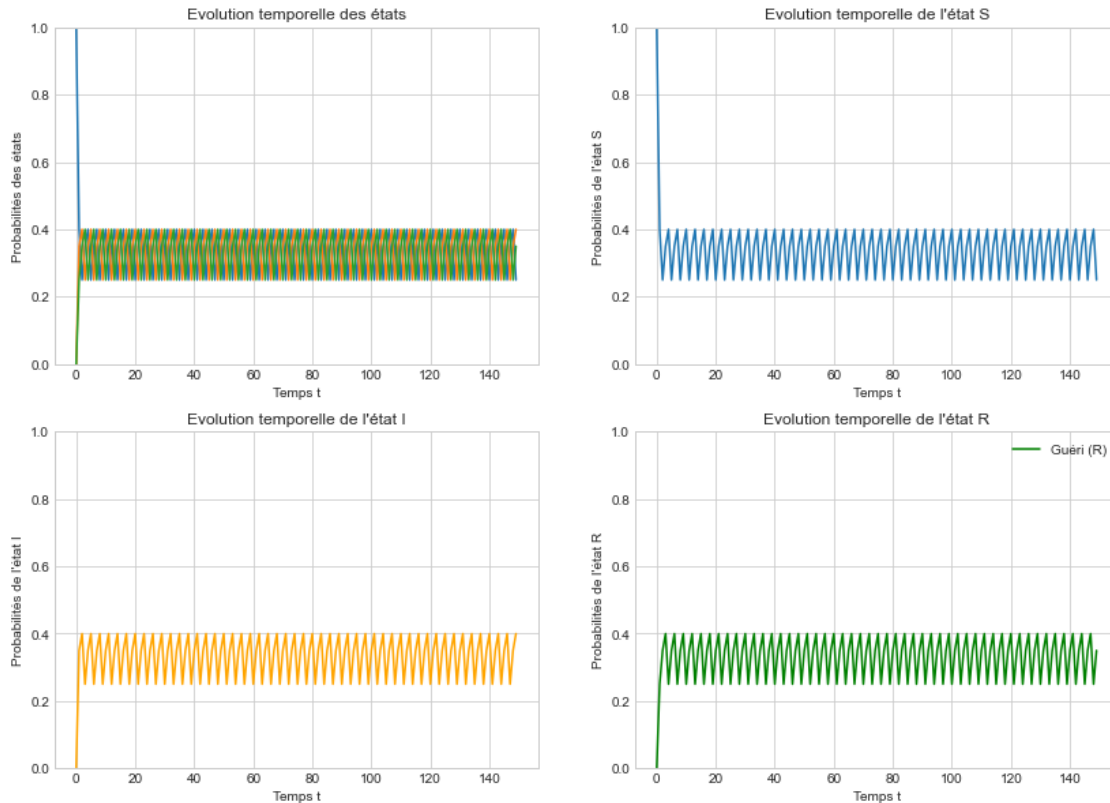 Evolution temporelle des états
Probabilités des états
1.0
0.8
0.6
0.4
0.2
0.0
0 20 40 60 80 100 120 140
Temps t
Evolution temporelle de l'état S
Probabilités de l'état S
1.0
0.8
0.6
0.4
0.2
0.0
0 20 40 60 80 100 120 140
Temps t
Evolution temporelle de l'état I
Probabilités de l'état I
1.0
0.8
0.6
0.4
0.2
0.0
0 20 40 60 80 100 120 140
Temps t
Evolution temporelle de l'état R
Probabilités de l'état R
1.0
0.8
0.6
0.4
0.2
0.0
Guéri (R)
0 20 40 60 80 100 120 140
Temps t